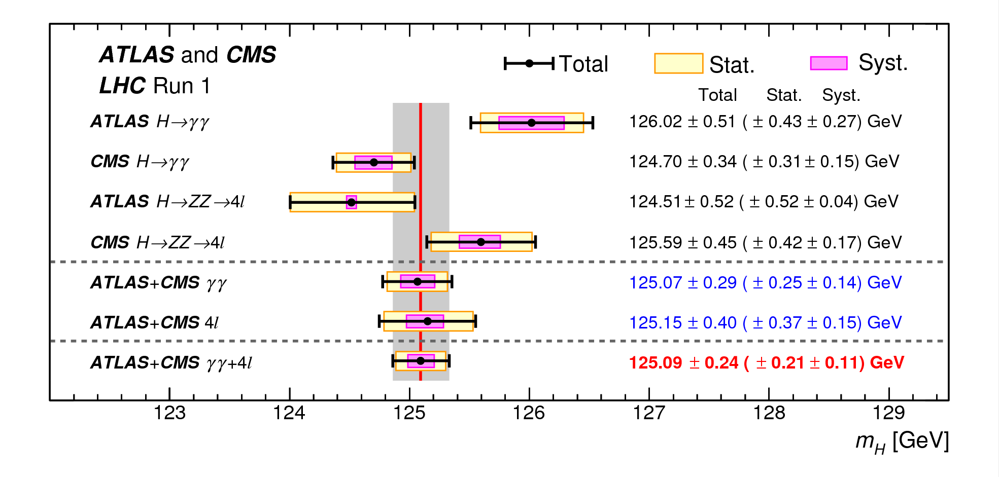 ATLAS and CMS
LHC Run 1
Total Stat. Syst.
Total Stat. Syst.
ATLAS H→γγ 126.02 ± 0.51 ( ± 0.43 ± 0.27) GeV
CMS H→γγ 124.70 ± 0.34 ( ± 0.31 ± 0.15) GeV
ATLAS H→ZZ→4l 124.51 ± 0.52 ( ± 0.52 ± 0.04) GeV
CMS H→ZZ→4l 125.59 ± 0.45 ( ± 0.42 ± 0.17) GeV
ATLAS+CMS γγ 125.07 ± 0.29 ( ± 0.25 ± 0.14) GeV
ATLAS+CMS 4l 125.15 ± 0.40 ( ± 0.37 ± 0.15) GeV
ATLAS+CMS γγ+4l 125.09 ± 0.24 ( ± 0.21 ± 0.11) GeV
123 124 125 126 127 128 129
m_H [GeV]